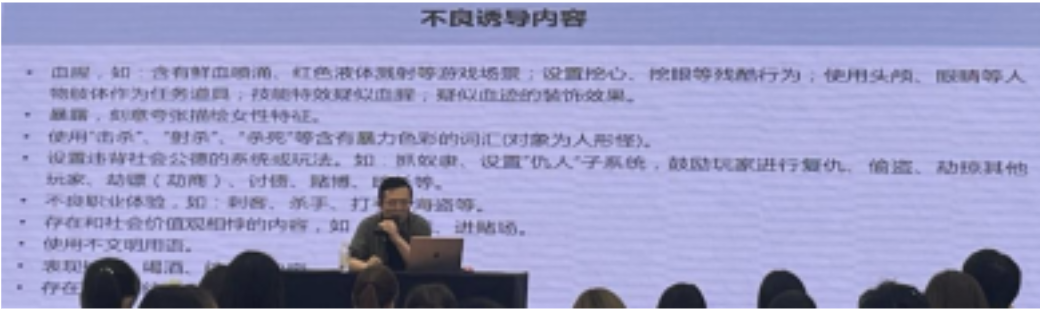 不良诱导内容
• 血腥，如：含有鲜血喷涌、红色液体溅射等游戏场景；设置挖心、挖眼等残酷行为；使用头颅、眼睛等人
物肢体作为任务道具；技能特效疑似血腥；疑似血迹的装饰效果。
• 暴露，刻意夸张描绘女性特征。
• 使用“击杀”、“射杀”、“杀死”等含有暴力色彩的词汇(对象为人形怪)。
• 设置违背社会公德的系统或玩法。如：抓奴隶、设置“仇人”子系统，鼓励玩家进行复仇、偷盗、劫掠其他
玩家、劫镖（劫商）、讨债、赌博、等。
• 不良职业体验，如：刺客、杀手、打、海盗等。
• 存在和社会价值观相悖的内容，如、进赌场。
• 使用不文明用语。
• 表现、喝酒、
• 存在